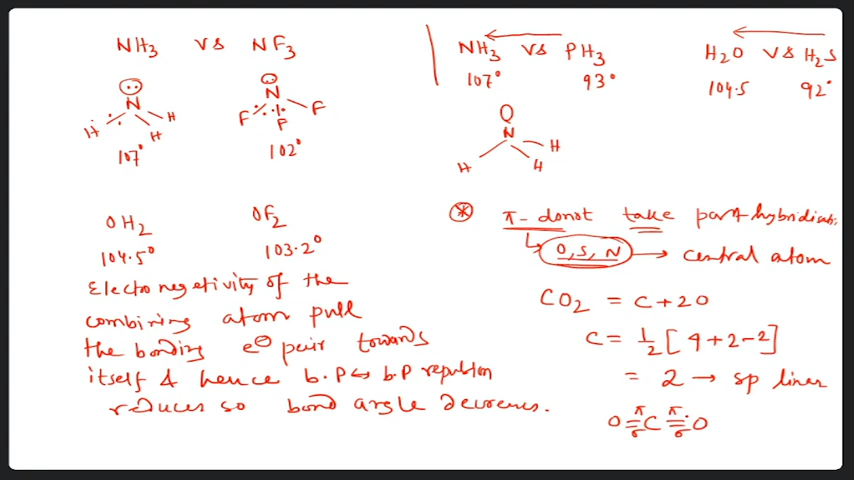 NH3 vs NF3
N
H H H
107°
N
F F F
102°
OH2 OF2
104.5° 103.2°
Electronegetivity of the
combining atom pull
the bonding e⊖ pair towards
itself & hence b.P ↔ b.P repulsion
reduces so bond angle decreases.
NH3 vs PH3
107° 93°
N
H H H
H2O VS H2S
104.5 92°
* π- donot take part hybridisati
O, S, N → central atom
CO2 = C + 2O
C = 1/2 [4+2-2]
= 2 → sp liner
π π
O=C=O
σ σ